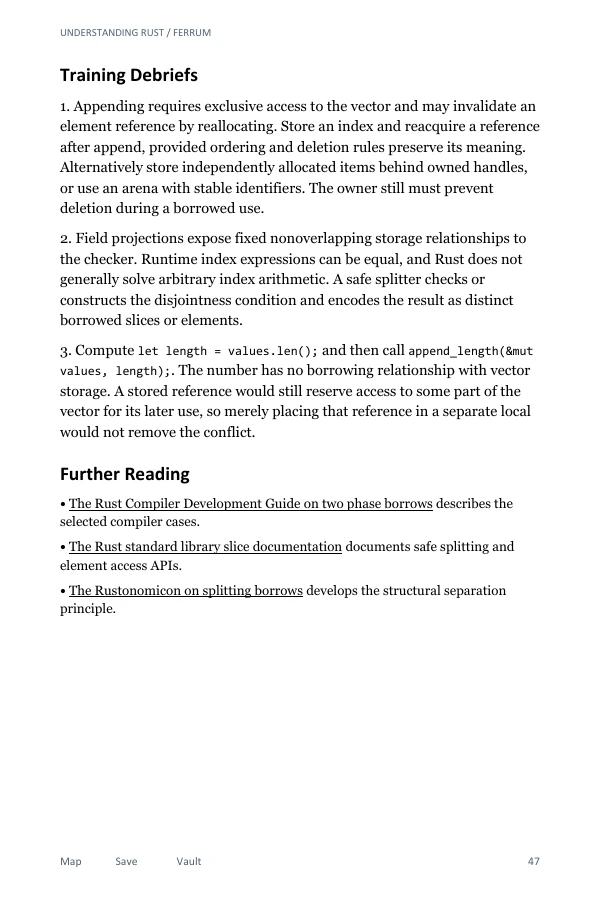 UNDERSTANDING RUST / FERRUM
Training Debriefs
1. Appending requires exclusive access to the vector and may invalidate an
element reference by reallocating. Store an index and reacquire a reference
after append, provided ordering and deletion rules preserve its meaning.
Alternatively store independently allocated items behind owned handles,
or use an arena with stable identifiers. The owner still must prevent
deletion during a borrowed use.
2. Field projections expose fixed nonoverlapping storage relationships to
the checker. Runtime index expressions can be equal, and Rust does not
generally solve arbitrary index arithmetic. A safe splitter checks or
constructs the disjointness condition and encodes the result as distinct
borrowed slices or elements.
3. Compute let length = values.len(); and then call append_length(&mut
values, length);. The number has no borrowing relationship with vector
storage. A stored reference would still reserve access to some part of the
vector for its later use, so merely placing that reference in a separate local
would not remove the conflict.
Further Reading
• The Rust Compiler Development Guide on two phase borrows describes the
selected compiler cases.
• The Rust standard library slice documentation documents safe splitting and
element access APIs.
• The Rustonomicon on splitting borrows develops the structural separation
principle.
Map Save Vault 47